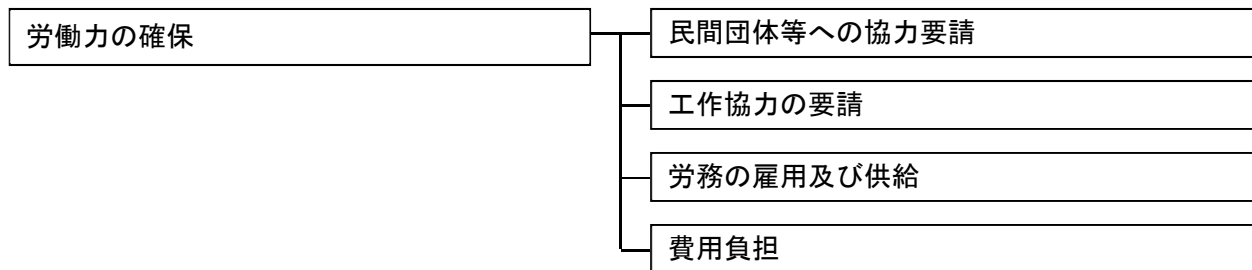 労働力の確保
民間団体等への協力要請
工作協力の要請
労務の雇用及び供給
費用負担